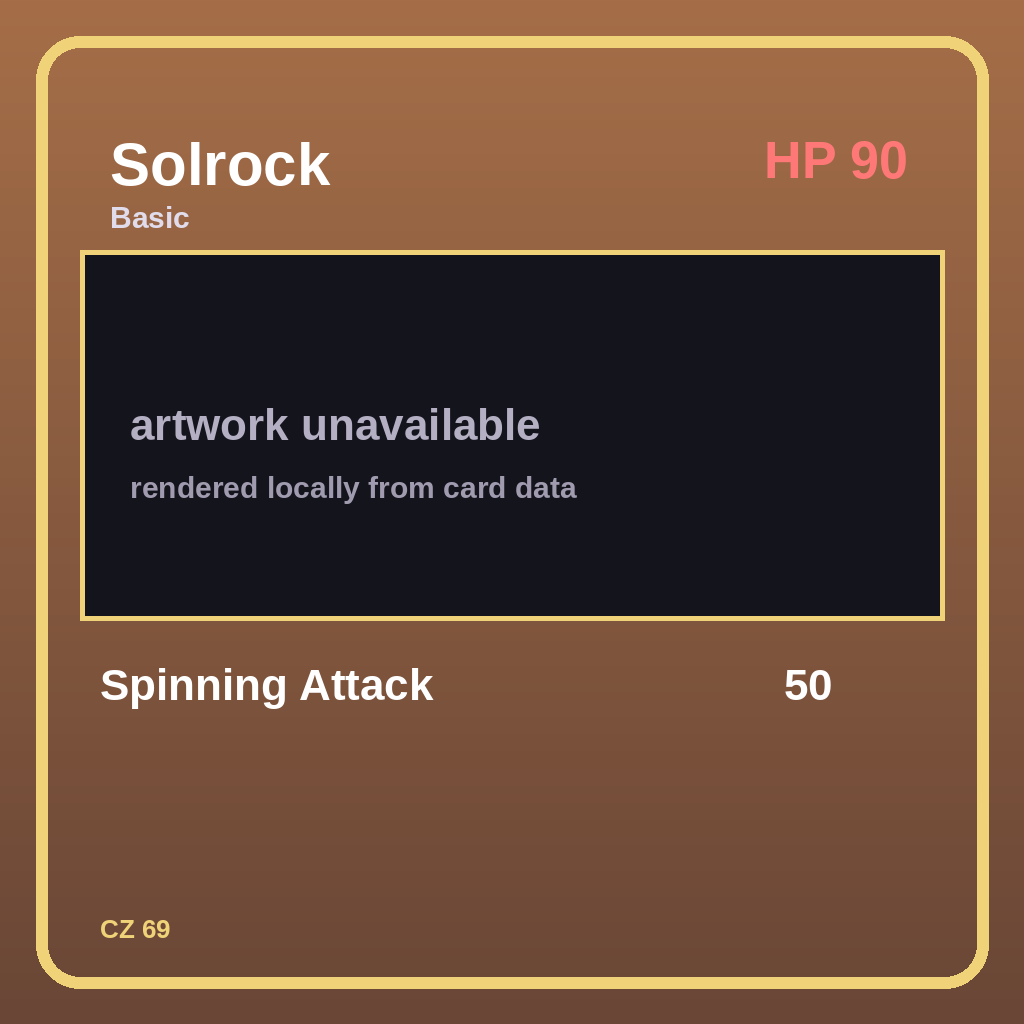 Solrock
HP 90
Basic
artwork unavailable
rendered locally from card data
Spinning Attack
50
CZ 69